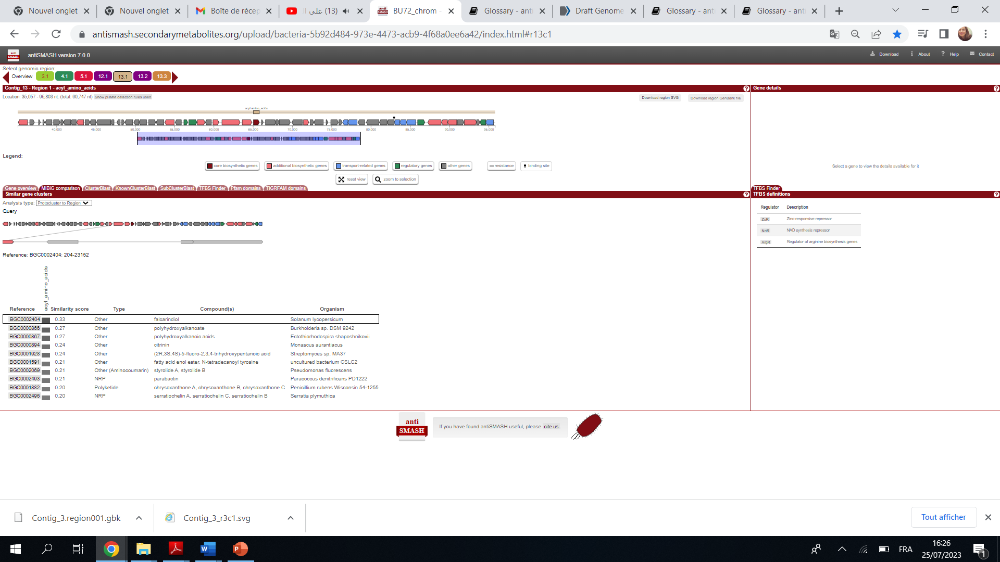 Nouvel onglet
Nouvel onglet
Boîte de récep
(13) على ال
BU72_chrom -
Glossary - anti
Draft Genome
Glossary - anti
Glossary - anti
antismash.secondarymetabolites.org/upload/bacteria-5b92d484-973e-4473-acb9-4f68a0ee6a42/index.html#r13c1
anti SMASH
antiSMASH version 7.0.0
Download About Help Contact
Select genomic region:
Overview 3.1 4.1 5.1 12.1 13.1 13.2 13.3
Contig_13 - Region 1 - acyl_amino_acids
Gene details
Location: 35,057 - 95,803 nt. (total: 60,747 nt) Show pHMM detection rules used
Download region SVG Download region GenBank file
acyl amino_acids
40,000 45,000 50,000 55,000 60,000 65,000 70,000 75,000 80,000 85,000 90,000 95,000
Legend:
core biosynthetic genes additional biosynthetic genes transport-related genes regulatory genes other genes resistance binding site
reset view zoom to selection
Select a gene to view the details available for it
Gene overview MIBiG comparison ClusterBlast KnownClusterBlast SubClusterBlast TFBS Finder Pfam domains TIGRFAM domains
Similar gene clusters
Analysis type: Protocluster to Region
Query
Reference: BGC0002404: 204-23152
acyl_amino_acids
Reference Similarity score Type Compound(s) Organism
BGC0002404 0.33 Other falcarindiol Solanum lycopersicum
BGC0000866 0.27 Other polyhydroxyalkanoate Burkholderia sp. DSM 9242
BGC0000867 0.27 Other polyhydroxyalkanoic acids Ectothiorhodospira shaposhnikovii
BGC0000894 0.24 Other citrinin Monascus aurantiacus
BGC0001928 0.24 Other (2R,3S,4S)-5-fluoro-2,3,4-trihydroxypentanoic acid Streptomyces sp. MA37
BGC0001591 0.21 Other fatty acid enol ester, N-tetradecanoyl tyrosine uncultured bacterium CSLC2
BGC0002069 0.21 Other (Aminocoumarin) styrolide A, styrolide B Pseudomonas fluorescens
BGC0002493 0.21 NRP parabactin Paracoccus denitrificans PD1222
BGC0001882 0.20 Polyketide chrysoxanthone A, chrysoxanthone B, chrysoxanthone C Penicillium rubens Wisconsin 54-1255
BGC0002496 0.20 NRP serratiochelin A, serratiochelin C, serratiochelin B Serratia plymuthica
TFBS Finder
TFBS definitions
Regulator Description
ZuR Zinc-responsive repressor
NrtR NAD synthesis repressor
ArgR Regulator of arginine biosynthesis genes
anti
SMASH
If you have found antiSMASH useful, please cite us.
Contig_3.region001.gbk
Contig_3_r3c1.svg
Tout afficher
FRA
16:26
25/07/2023
1